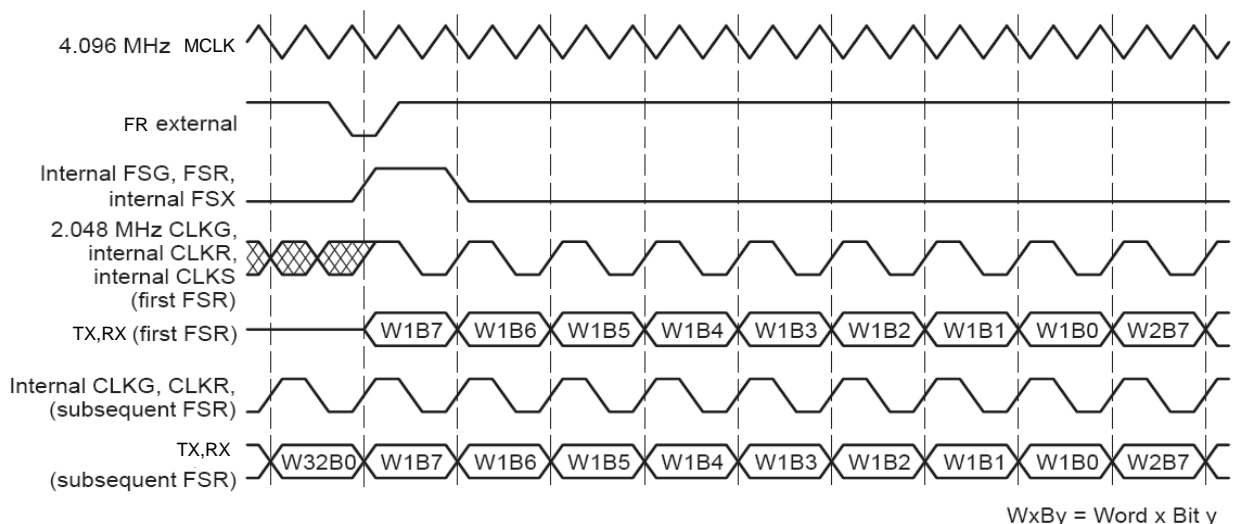 4.096 MHz MCLK
FR external
Internal FSG, FSR,
internal FSX
2.048 MHz CLKG,
internal CLKR,
internal CLKS
(first FSR)
TX,RX (first FSR)
W1B7 W1B6 W1B5 W1B4 W1B3 W1B2 W1B1 W1B0 W2B7
Internal CLKG, CLKR,
(subsequent FSR)
TX,RX
(subsequent FSR)
W32B0 W1B7 W1B6 W1B5 W1B4 W1B3 W1B2 W1B1 W1B0 W2B7
WxBy = Word x Bit y